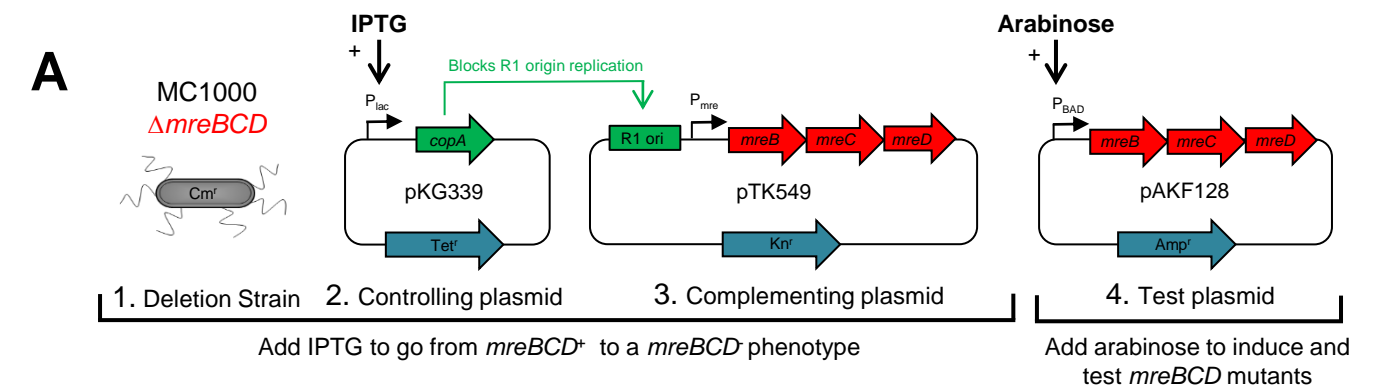 A
IPTG
+
Blocks R1 origin replication
Arabinose
+
MC1000
ΔmreBCD
Cmʳ
Plac
copA
pKG339
Tetʳ
R1 ori
Pmre
mreB
mreC
mreD
pTK549
Knʳ
PBAD
mreB
mreC
mreD
pAKF128
Ampʳ
1. Deletion Strain
2. Controlling plasmid
3. Complementing plasmid
4. Test plasmid
Add IPTG to go from mreBCD⁺ to a mreBCD⁻ phenotype
Add arabinose to induce and
test mreBCD mutants